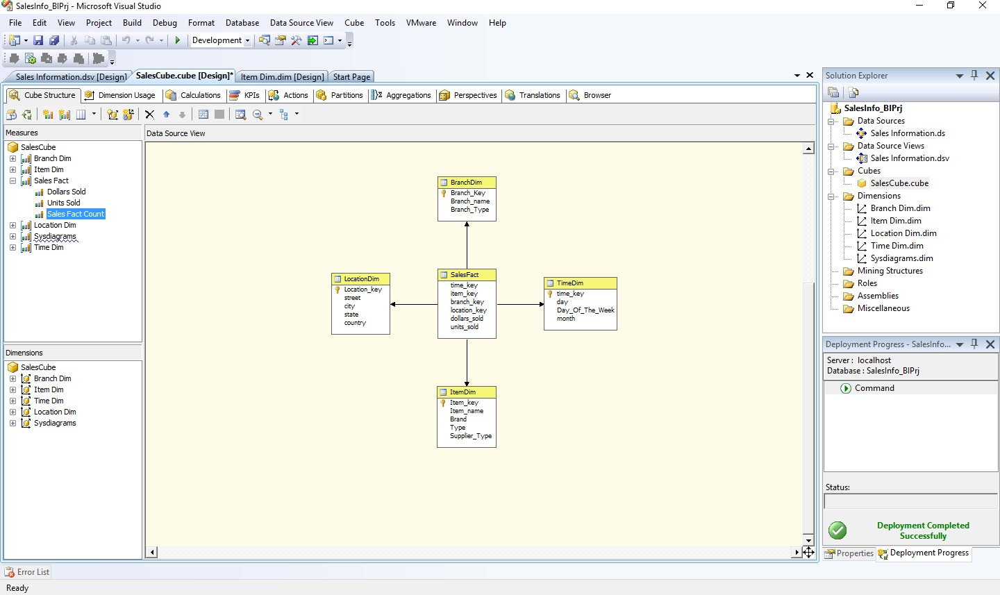 SalesInfo_BIPrj - Microsoft Visual Studio
File Edit View Project Build Debug Format Database Data Source View Cube Tools VMware Window Help
Development
Sales Information.dsv [Design] SalesCube.cube [Design]* Item Dim.dim [Design] Start Page
Cube Structure Dimension Usage Calculations KPIs Actions Partitions Aggregations Perspectives Translations Browser
Measures
SalesCube
Branch Dim
Item Dim
Sales Fact
Dollars Sold
Units Sold
Sales Fact Count
Location Dim
Sysdiagrams
Time Dim
Dimensions
SalesCube
Branch Dim
Item Dim
Time Dim
Location Dim
Sysdiagrams
Data Source View
BranchDim
Branch_Key
Branch_name
Branch_Type
LocationDim
Location_key
street
city
state
country
SalesFact
time_key
item_key
branch_key
location_key
dollars_sold
units_sold
TimeDim
time_key
day
Day_Of_The_Week
month
ItemDim
Item_key
Item_name
Brand
Type
Supplier_Type
Solution Explorer
SalesInfo_BIPrj
Data Sources
Sales Information.ds
Data Source Views
Sales Information.dsv
Cubes
SalesCube.cube
Dimensions
Branch Dim.dim
Item Dim.dim
Location Dim.dim
Time Dim.dim
Sysdiagrams.dim
Mining Structures
Roles
Assemblies
Miscellaneous
Deployment Progress - SalesInfo...
Server : localhost
Database : SalesInfo_BIPrj
Command
Status:
Deployment Completed
Successfully
Properties Deployment Progress
Error List
Ready